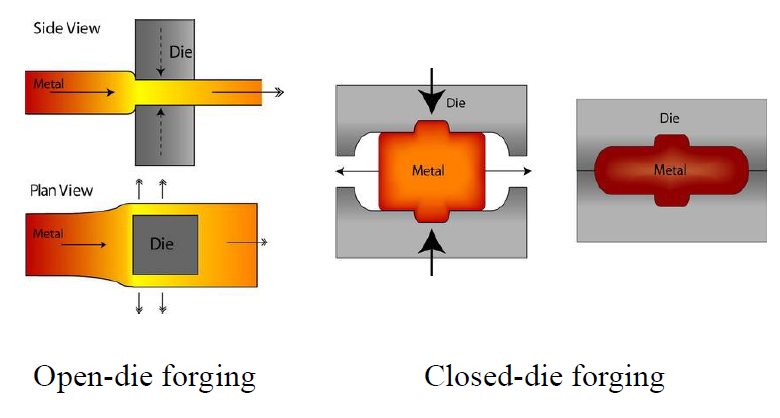 Side View
Die
Metal
Plan View
Metal
Die
Die
Metal
Die
Metal
Open-die forging
Closed-die forging